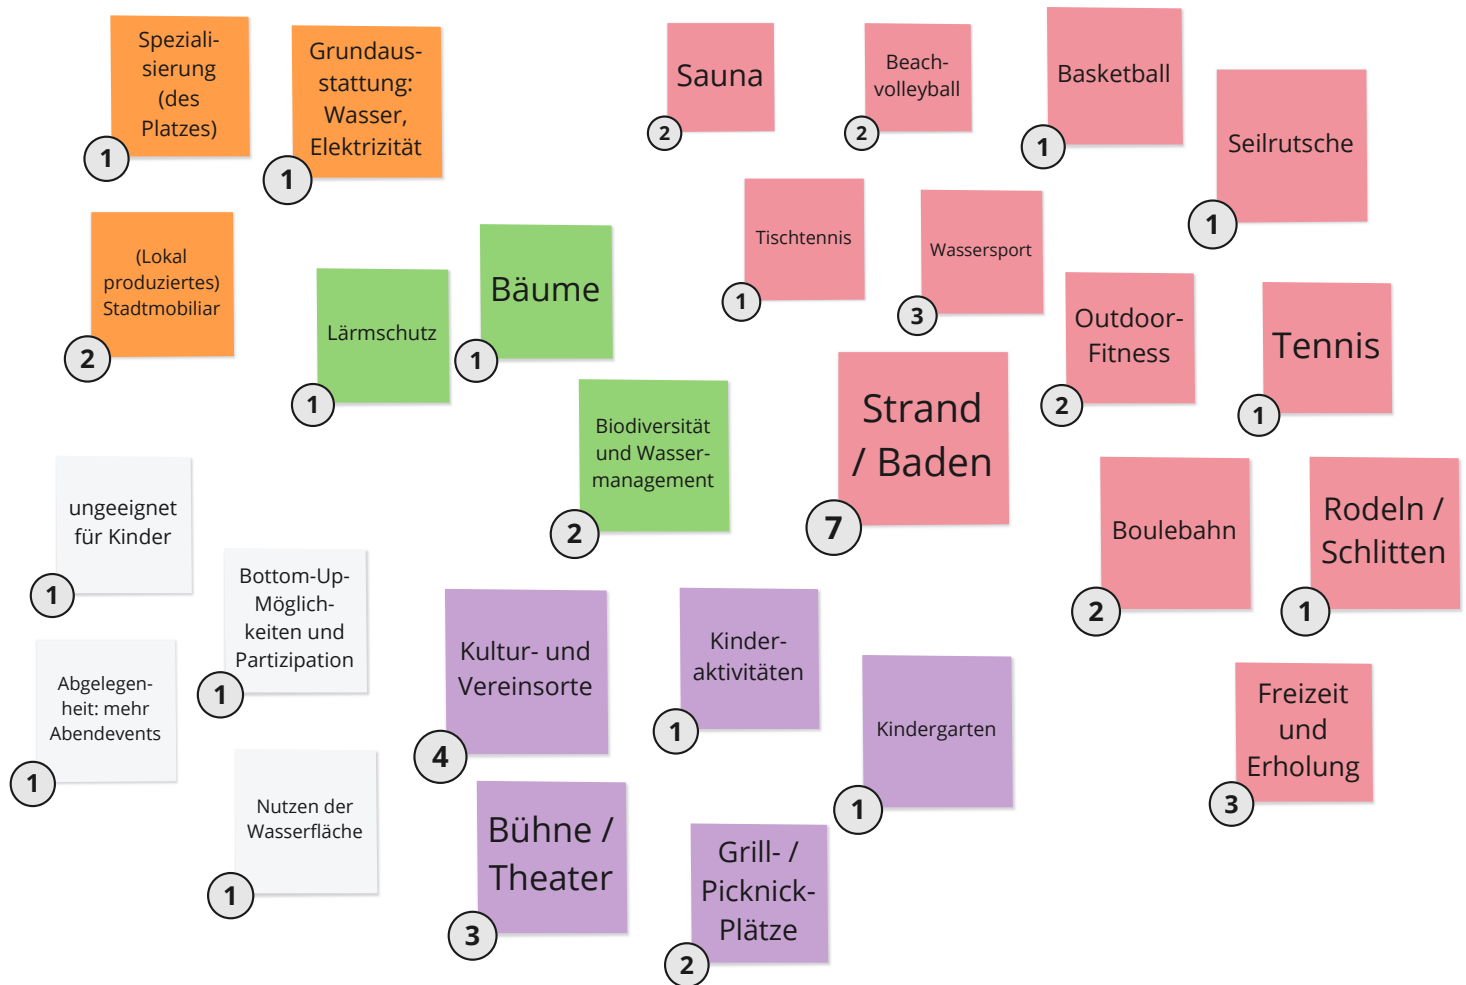 Speziali-
sierung
(des
Platzes)
1
Grundaus-
stattung:
Wasser,
Elektrizität
1
(Lokal
produziertes)
Stadtmobiliar
2
Lärmschutz
1
Bäume
1
Biodiversität
und Wasser-
management
2
Sauna
2
Beach-
volleyball
2
Basketball
1
Seilrutsche
1
Tischtennis
1
Wassersport
3
Outdoor-
Fitness
2
Tennis
1
Strand
/ Baden
7
Boulebahn
2
Rodeln /
Schlitten
1
Freizeit
und
Erholung
3
ungeeignet
für Kinder
1
Bottom-Up-
Möglich-
keiten und
Partizipation
1
Abgelegen-
heit: mehr
Abendevents
1
Nutzen der
Wasserfläche
1
Kultur- und
Vereinsorte
4
Kinder-
aktivitäten
1
Kindergarten
1
Bühne /
Theater
3
Grill- /
Picknick-
Plätze
2